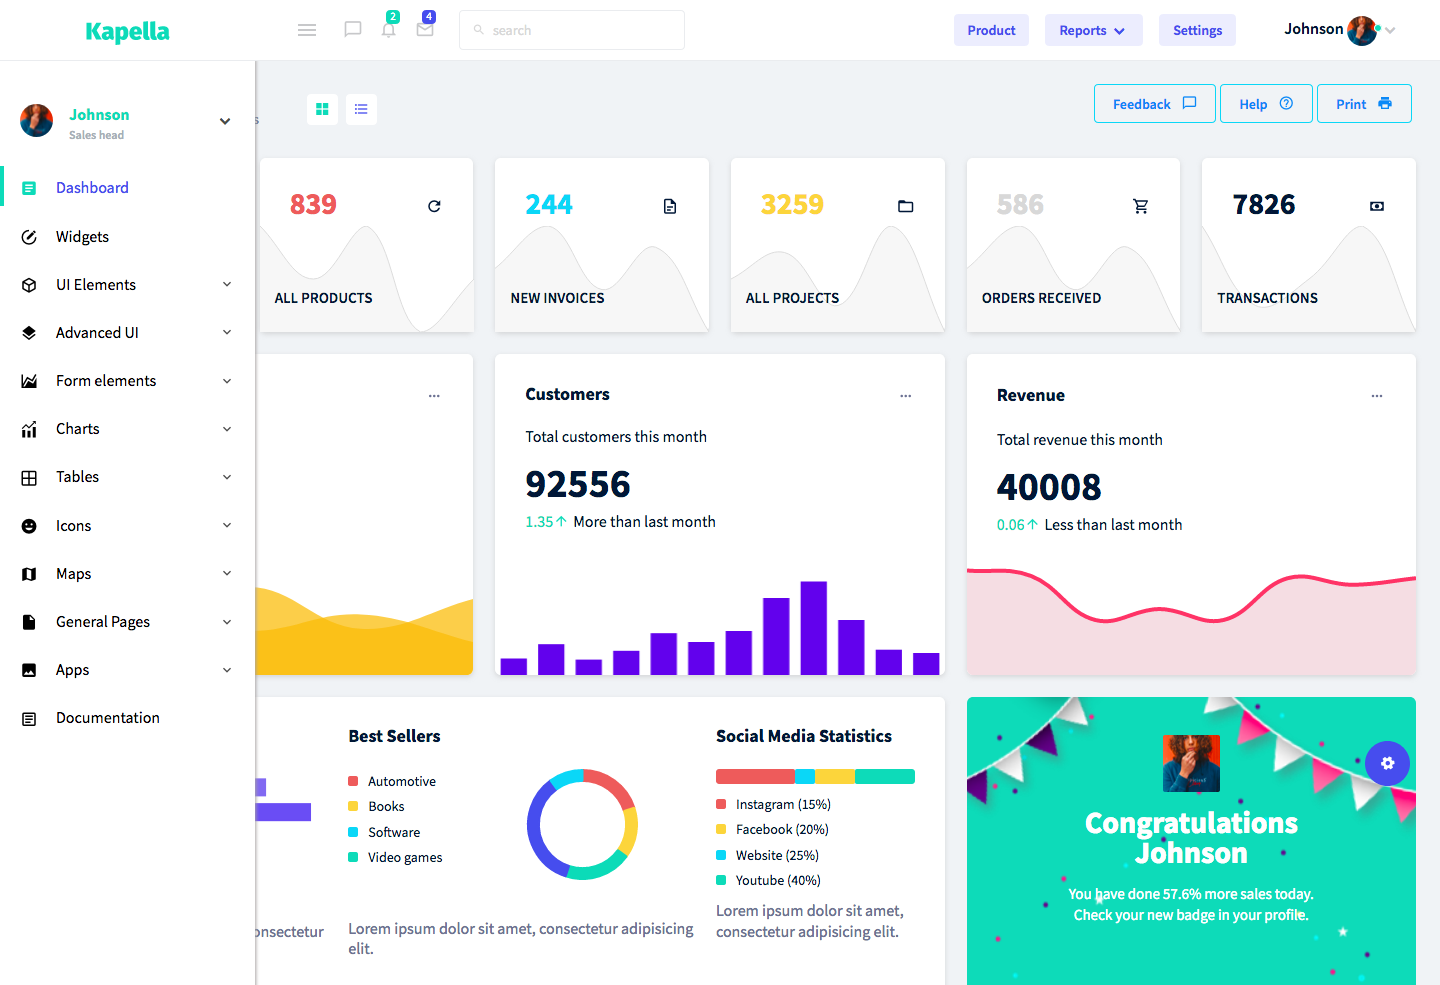 Kapella
2
4
search
Product
Reports
Settings
Johnson
Johnson
Sales head
s
Feedback
Help
Print
Dashboard
Widgets
UI Elements
Advanced UI
Form elements
Charts
Tables
Icons
Maps
General Pages
Apps
Documentation
839
ALL PRODUCTS
244
NEW INVOICES
3259
ALL PROJECTS
586
ORDERS RECEIVED
7826
TRANSACTIONS
Customers
Total customers this month
92556
1.35 More than last month
Revenue
Total revenue this month
40008
0.06 Less than last month
onsectetur
Best Sellers
Automotive
Books
Software
Video games
Lorem ipsum dolor sit amet, consectetur adipisicing
elit.
Social Media Statistics
Instagram (15%)
Facebook (20%)
Website (25%)
Youtube (40%)
Lorem ipsum dolor sit amet,
consectetur adipisicing elit.
Congratulations
Johnson
You have done 57.6% more sales today.
Check your new badge in your profile.